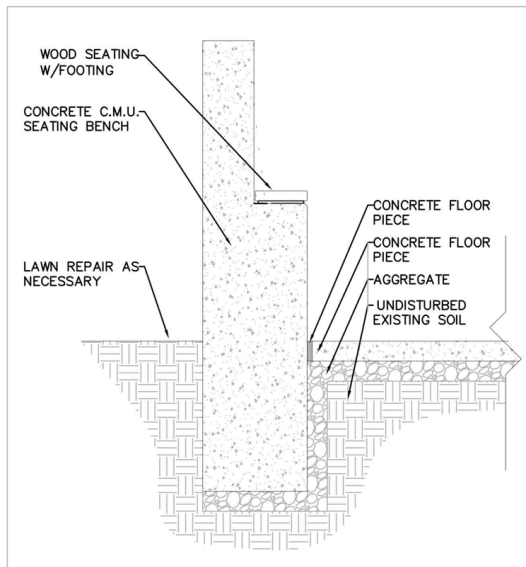 WOOD SEATING
W/FOOTING
CONCRETE C.M.U.
SEATING BENCH
LAWN REPAIR AS
NECESSARY
CONCRETE FLOOR
PIECE
CONCRETE FLOOR
PIECE
AGGREGATE
UNDISTURBED
EXISTING SOIL